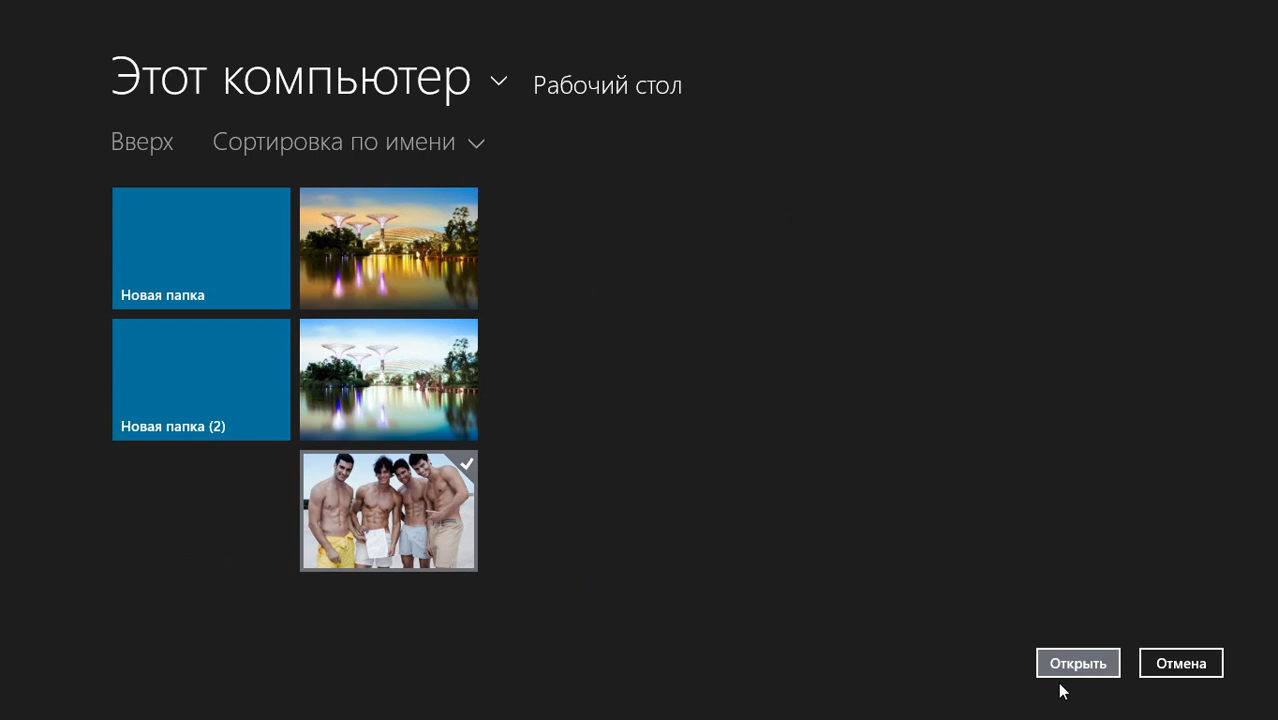 Этот компьютер Рабочий стол
Вверх Сортировка по имени
Новая папка
Новая папка (2)
Открыть Отмена